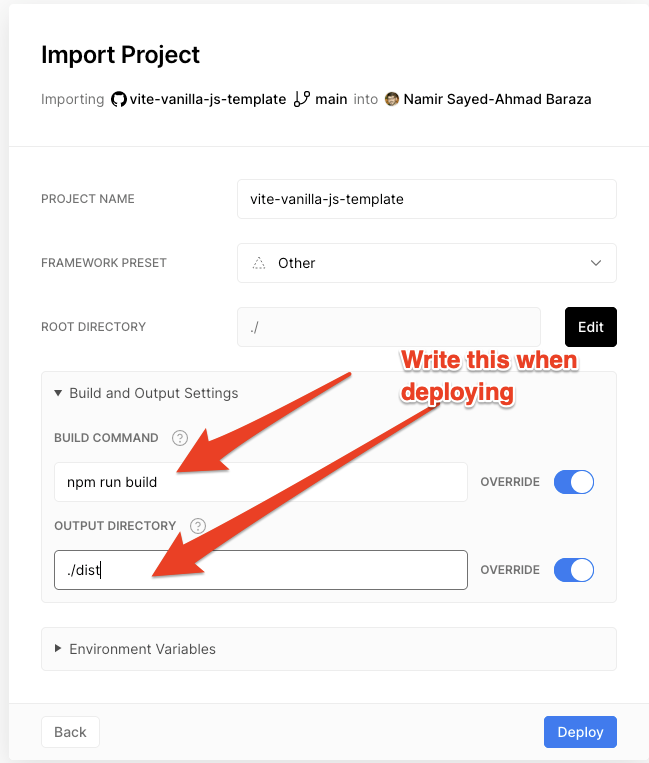 Import Project
Importing vite-vanilla-js-template main into Namir Sayed-Ahmad Baraza
PROJECT NAME vite-vanilla-js-template
FRAMEWORK PRESET Other
ROOT DIRECTORY ./ Edit
Write this when
deploying
Build and Output Settings
BUILD COMMAND ?
npm run build OVERRIDE
OUTPUT DIRECTORY ?
./dist OVERRIDE
Environment Variables
Back Deploy